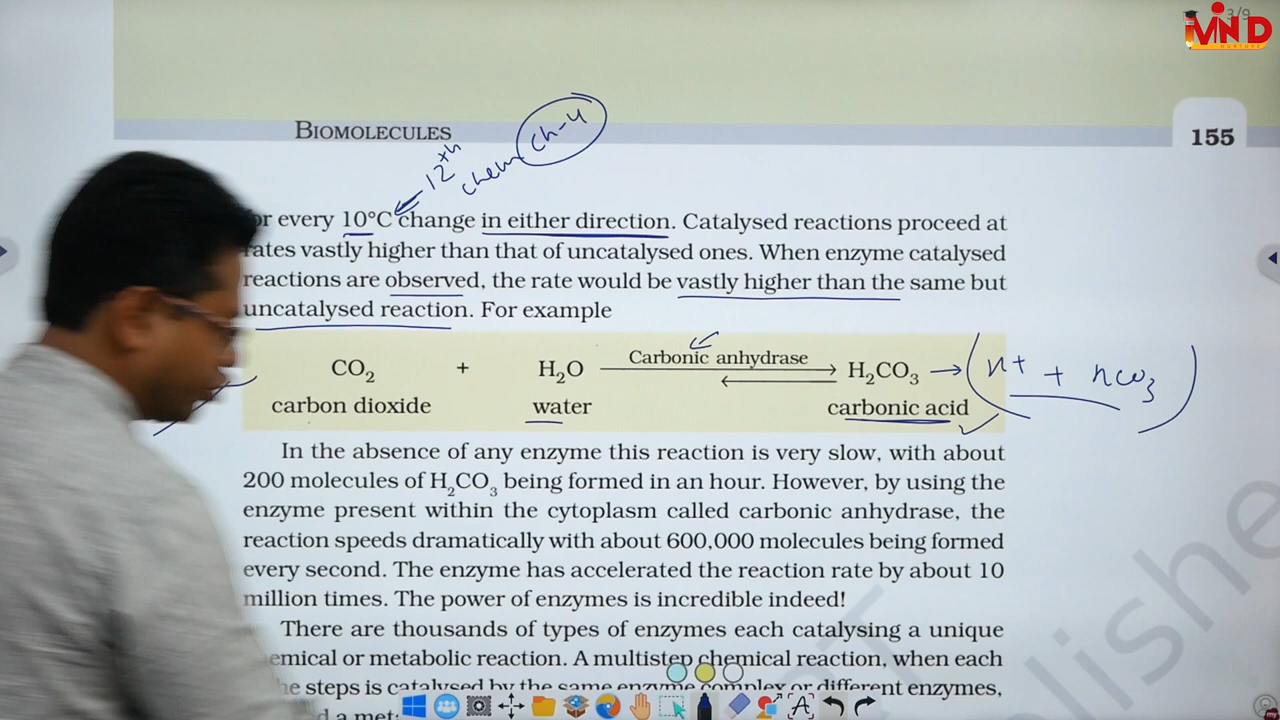 3/9
MIND
NURTURE
BIOMOLECULES
155
12th
chem Ch-4
or every 10°C change in either direction. Catalysed reactions proceed at
rates vastly higher than that of uncatalysed ones. When enzyme catalysed
reactions are observed, the rate would be vastly higher than the same but
uncatalysed reaction. For example
CO2 + H2O Carbonic anhydrase H2CO3 → (H+ + HCO3)
carbon dioxide water carbonic acid
In the absence of any enzyme this reaction is very slow, with about
200 molecules of H2CO3 being formed in an hour. However, by using the
enzyme present within the cytoplasm called carbonic anhydrase, the
reaction speeds dramatically with about 600,000 molecules being formed
every second. The enzyme has accelerated the reaction rate by about 10
million times. The power of enzymes is incredible indeed!
There are thousands of types of enzymes each catalysing a unique
emical or metabolic reaction. A multistep chemical reaction, when each
he steps is catalysed by the same enzyme complex or different enzymes,
d a met